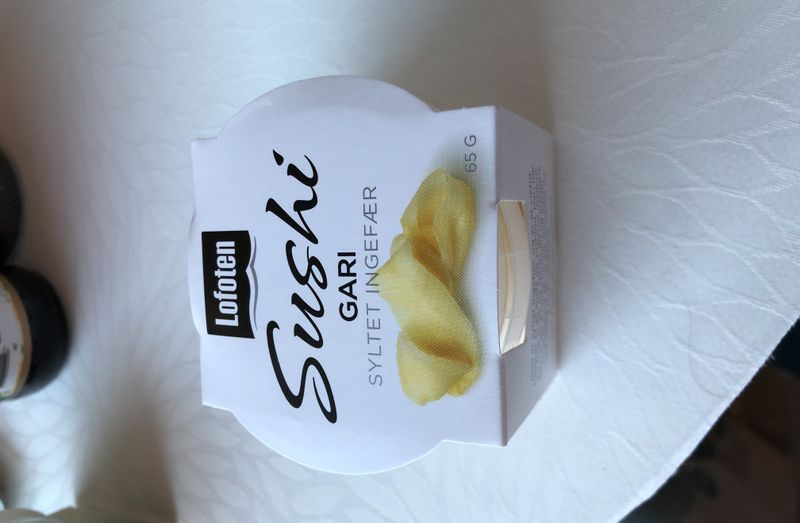 Lofoten
Sushi
GARI
SYLTET INGEFÆR
65 G